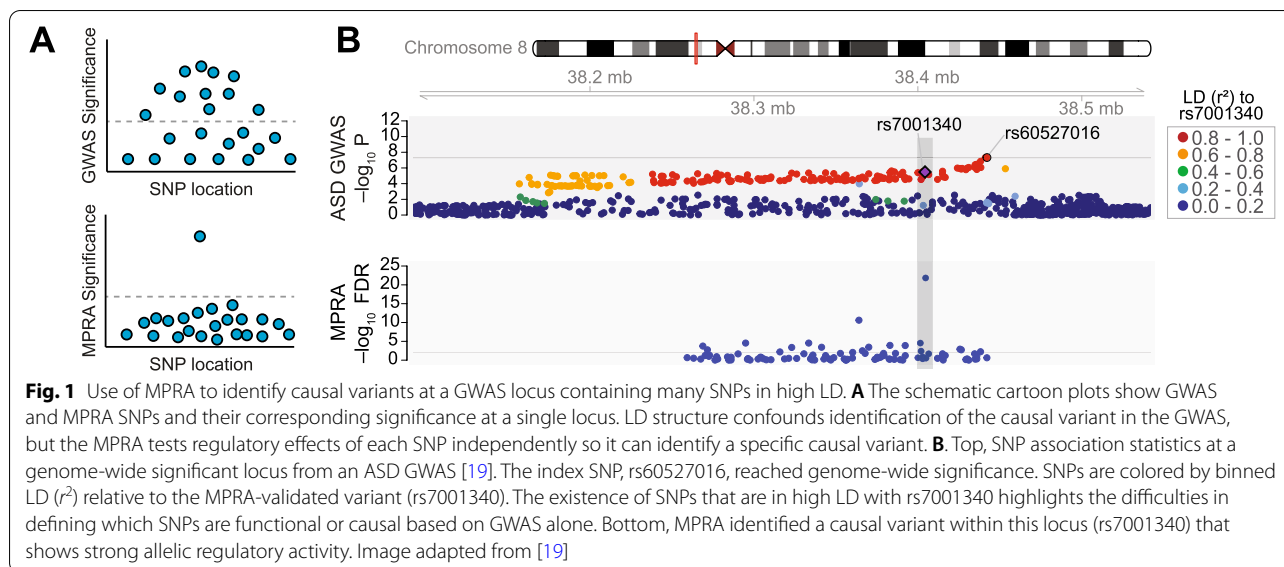 A
GWAS Significance
SNP location
MPRA Significance
SNP location
B
Chromosome 8
38.2 mb
38.4 mb
38.3 mb
38.5 mb
ASD GWAS
−log10 P
12
10
8
6
4
2
0
rs7001340
rs60527016
LD (r²) to
rs7001340
0.8 - 1.0
0.6 - 0.8
0.4 - 0.6
0.2 - 0.4
0.0 - 0.2
MPRA
−log10 FDR
25
20
15
10
5
0
Fig. 1 Use of MPRA to identify causal variants at a GWAS locus containing many SNPs in high LD. A The schematic cartoon plots show GWAS
and MPRA SNPs and their corresponding significance at a single locus. LD structure confounds identification of the causal variant in the GWAS,
but the MPRA tests regulatory effects of each SNP independently so it can identify a specific causal variant. B. Top, SNP association statistics at a
genome-wide significant locus from an ASD GWAS [19]. The index SNP, rs60527016, reached genome-wide significance. SNPs are colored by binned
LD (r²) relative to the MPRA-validated variant (rs7001340). The existence of SNPs that are in high LD with rs7001340 highlights the difficulties in
defining which SNPs are functional or causal based on GWAS alone. Bottom, MPRA identified a causal variant within this locus (rs7001340) that
shows strong allelic regulatory activity. Image adapted from [19]